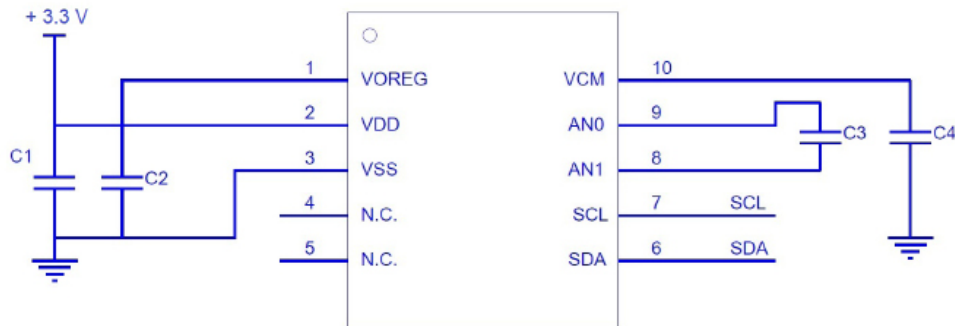 + 3.3 V
1 VOREG VCM 10
2 VDD AN0 9
C1 C2 3 VSS AN1 8 C3 C4
4 N.C. SCL 7 SCL
5 N.C. SDA 6 SDA